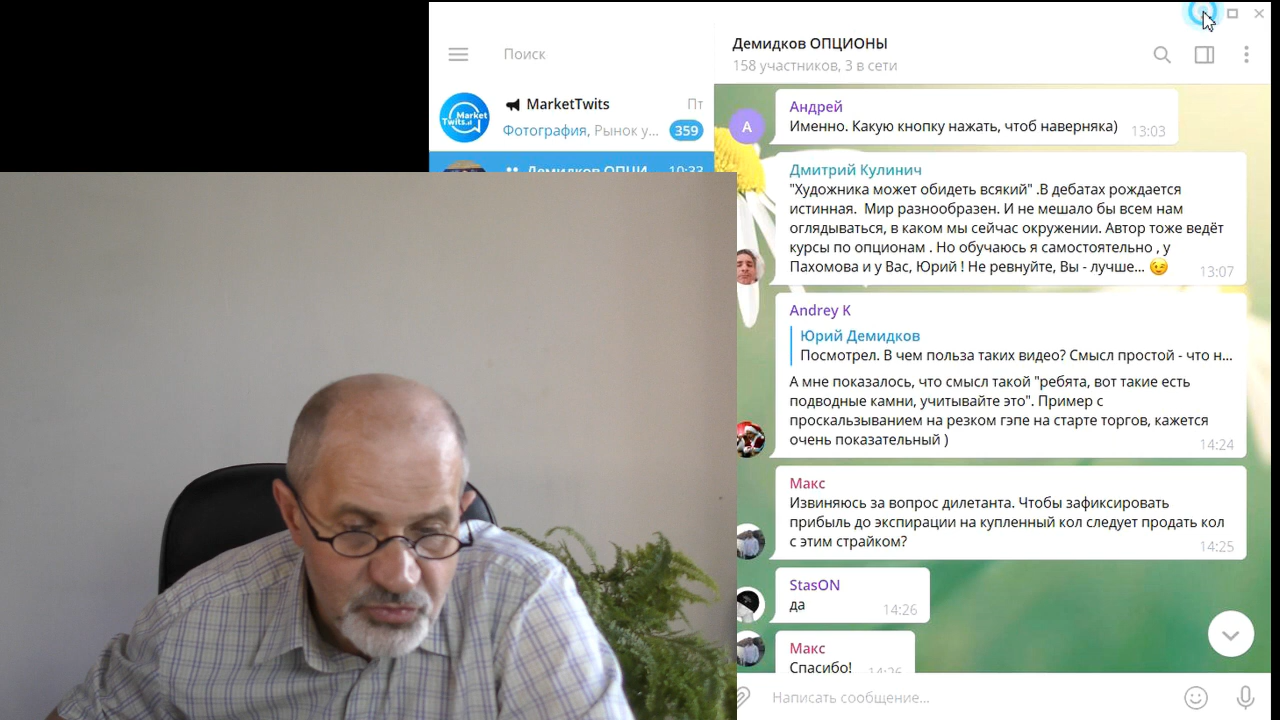 Поиск
MarketTwits
Пт
Market
Twits.
Фотография, Рынок у...
359
Демидков ОПЦИ
10:33
Демидков ОПЦИОНЫ
158 участников, 3 в сети
А
Андрей
Именно. Какую кнопку нажать, чтоб наверняка)
13:03
Дмитрий Кулинич
"Художника может обидеть всякий" .В дебатах рождается
истинная. Мир разнообразен. И не мешало бы всем нам
оглядываться, в каком мы сейчас окружении. Автор тоже ведёт
курсы по опционам . Но обучаюсь я самостоятельно , у
Пахомова и у Вас, Юрий ! Не ревнуйте, Вы - лучше... 😉
13:07
Andrey K
Юрий Демидков
Посмотрел. В чем польза таких видео? Смысл простой - что н...
А мне показалось, что смысл такой "ребята, вот такие есть
подводные камни, учитывайте это". Пример с
проскальзыванием на резком гэпе на старте торгов, кажется
очень показательный )
14:24
Макс
Извиняюсь за вопрос дилетанта. Чтобы зафиксировать
прибыль до экспирации на купленный кол следует продать кол
с этим страйком?
14:25
StasON
да
14:26
Макс
Спасибо!
14:26
Написать сообщение...